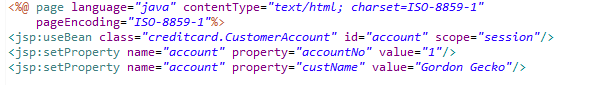 <%@ page language="java" contentType="text/html; charset=ISO-8859-1"
pageEncoding="ISO-8859-1"%>
<jsp:useBean class="creditcard.CustomerAccount" id="account" scope="session"/>
<jsp:setProperty name="account" property="accountNo" value="1"/>
<jsp:setProperty name="account" property="custName" value="Gordon Gecko"/>